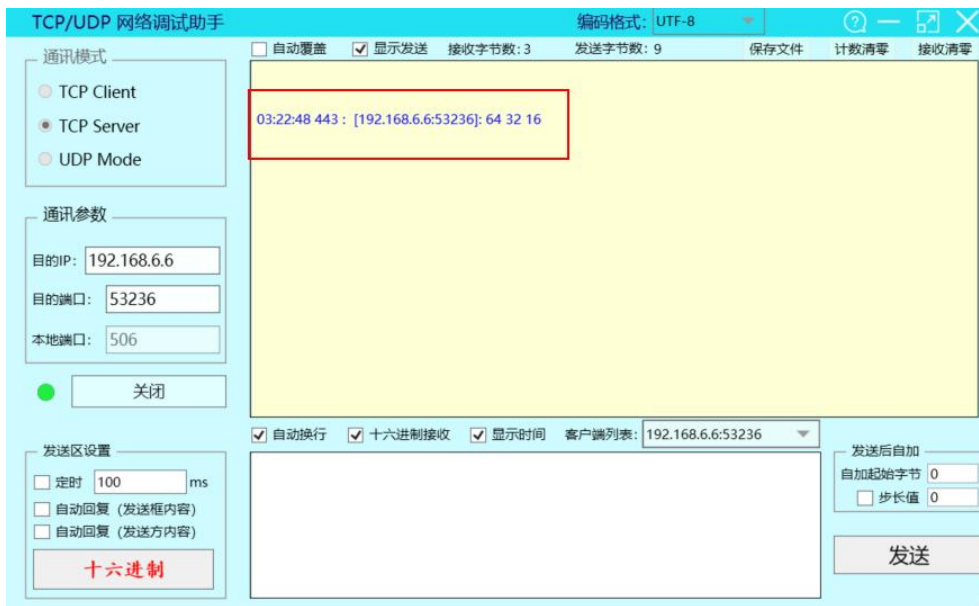 TCP/UDP 网络调试助手 编码格式: UTF-8
自动覆盖 显示发送 接收字节数: 3 发送字节数: 9 保存文件 计数清零 接收清零
通讯模式
TCP Client
TCP Server
UDP Mode
03:22:48 443 : [192.168.6.6:53236]: 64 32 16
通讯参数
目的IP: 192.168.6.6
目的端口: 53236
本地端口: 506
关闭
自动换行 十六进制接收 显示时间 客户端列表: 192.168.6.6:53236
发送区设置
定时 100 ms
自动回复 (发送框内容)
自动回复 (发送方内容)
十六进制
发送后自加
自加起始字节 0
步长值 0
发送